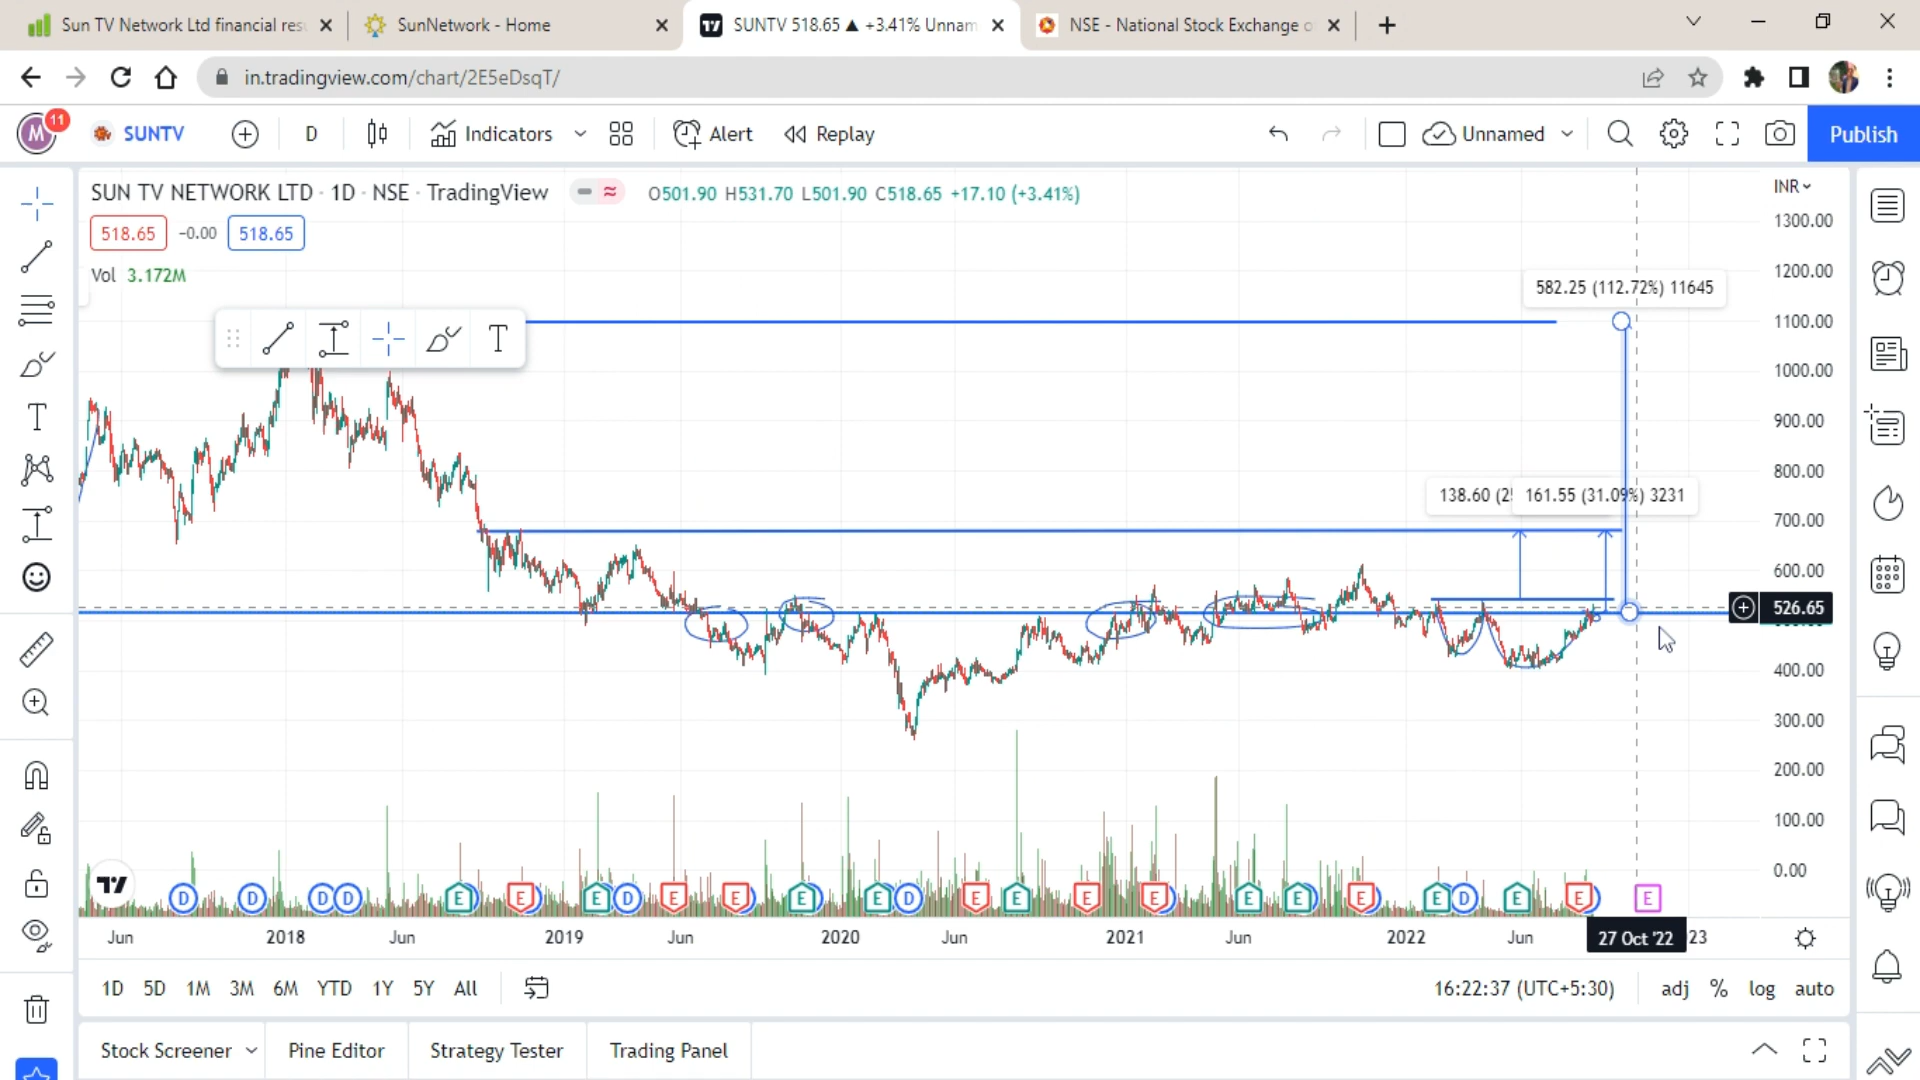 Sun TV Network Ltd financial res
SunNetwork - Home
SUNTV 518.65 ▲ +3.41% Unnam
NSE - National Stock Exchange o
in.tradingview.com/chart/2E5eDsqT/
M
11
SUNTV
D
Indicators
Alert
Replay
Unnamed
Publish
SUN TV NETWORK LTD · 1D · NSE · TradingView
O501.90 H531.70 L501.90 C518.65 +17.10 (+3.41%)
INR
518.65
-0.00
518.65
Vol 3.172M
T
T
582.25 (112.72%) 11645
138.60 (2
161.55 (31.09%) 3231
1300.00
1200.00
1100.00
1000.00
900.00
800.00
700.00
600.00
526.65
400.00
300.00
200.00
100.00
0.00
D D D D E E E D E E E E D E E E E E E E E D E E E
Jun
2018
Jun
2019
Jun
2020
Jun
2021
Jun
2022
Jun
27 Oct '22
23
1D 5D 1M 3M 6M YTD 1Y 5Y All
16:22:37 (UTC+5:30)
adj % log auto
Stock Screener
Pine Editor
Strategy Tester
Trading Panel